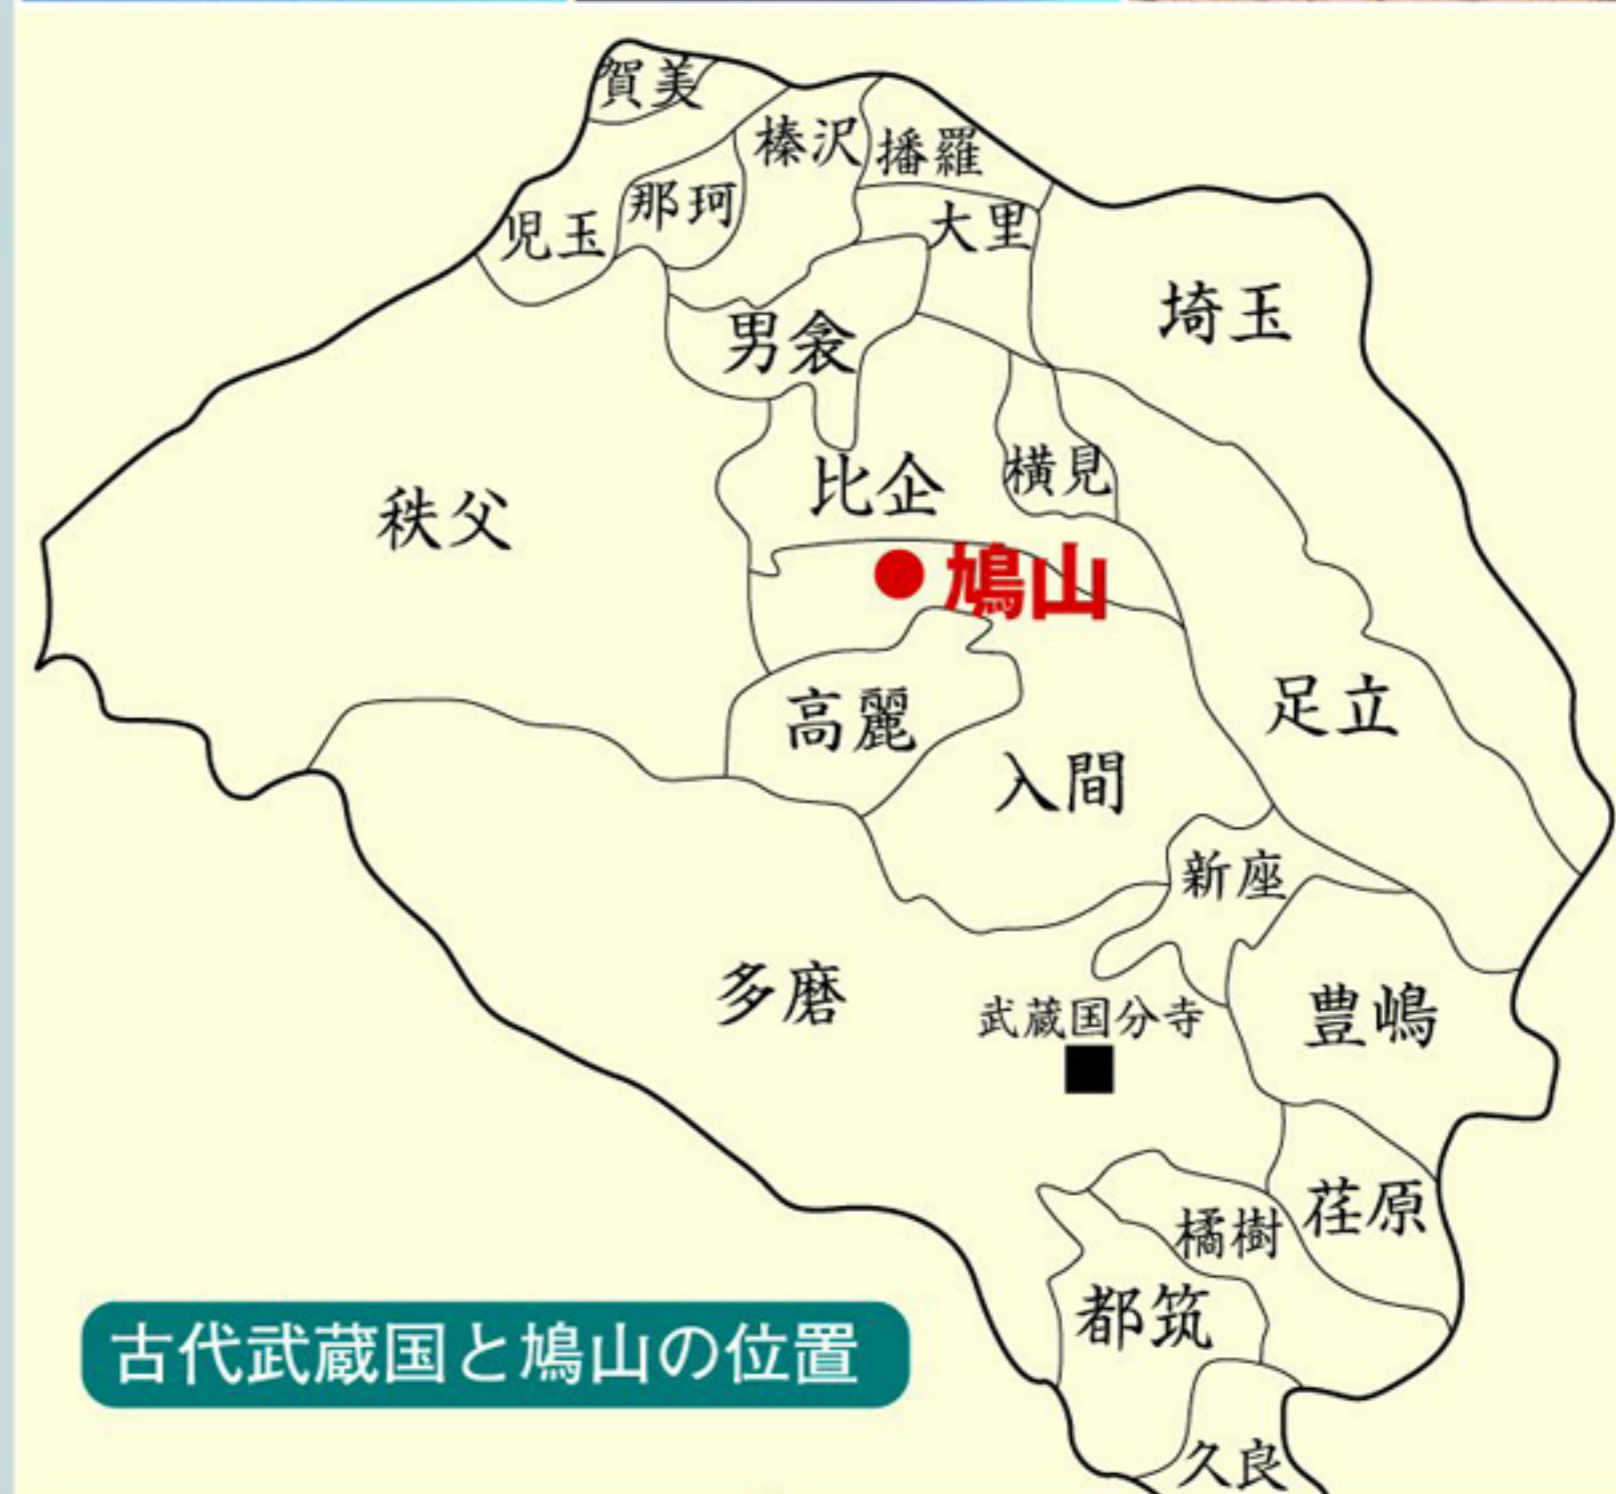 賀美
榛沢
播羅
那珂
児玉
大里
埼玉
男衾
横見
比企
秩父
鳩山
高麗
足立
入間
新座
多磨
武蔵国分寺
豊嶋
荏原
橘樹
都筑
古代武蔵国と鳩山の位置
久良